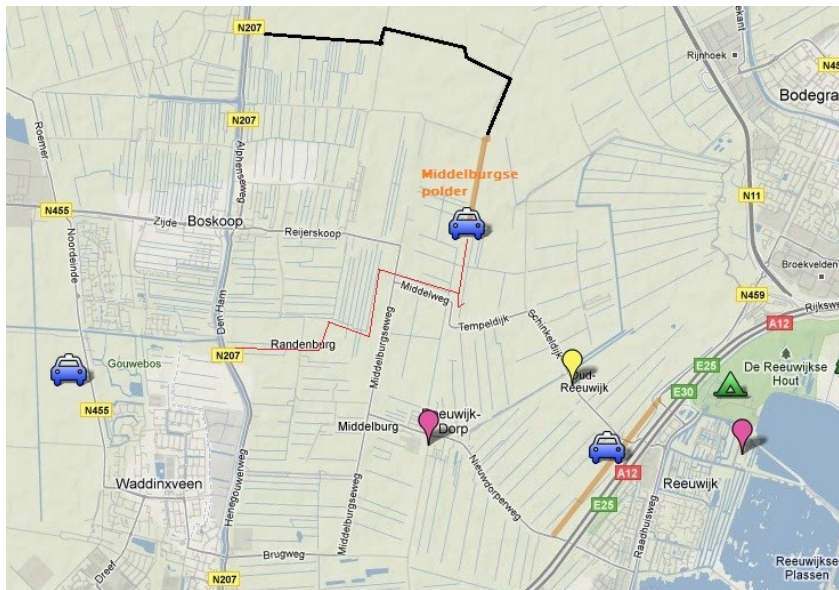 N207
Rijnhoek
Bodegra
N45
ekant
Roemer
N207
Alphenseweg
Middelburgse
polder
N455
N11
Zijde
Boskoop
Reijerskoop
Noordeinde
Broekvelden
Middelweg
N459
Rijksw
Den Ham
Tempeldijk
Schinkeldijk
A12
Randenburg
N207
Gouwebos
Middelburgseweg
E25
De Reeuwijkse
Hout
Oud-
Reeuwijk
E30
N455
Middelburg
Reeuwijk-
Dorp
A12
Waddinxveen
Henegouwerweg
Nieuwdorperweg
Reeuwijk
E25
Raadhuisweg
Middelburgseweg
Brugweg
Dreef
N207
Reeuwijkse
Plassen